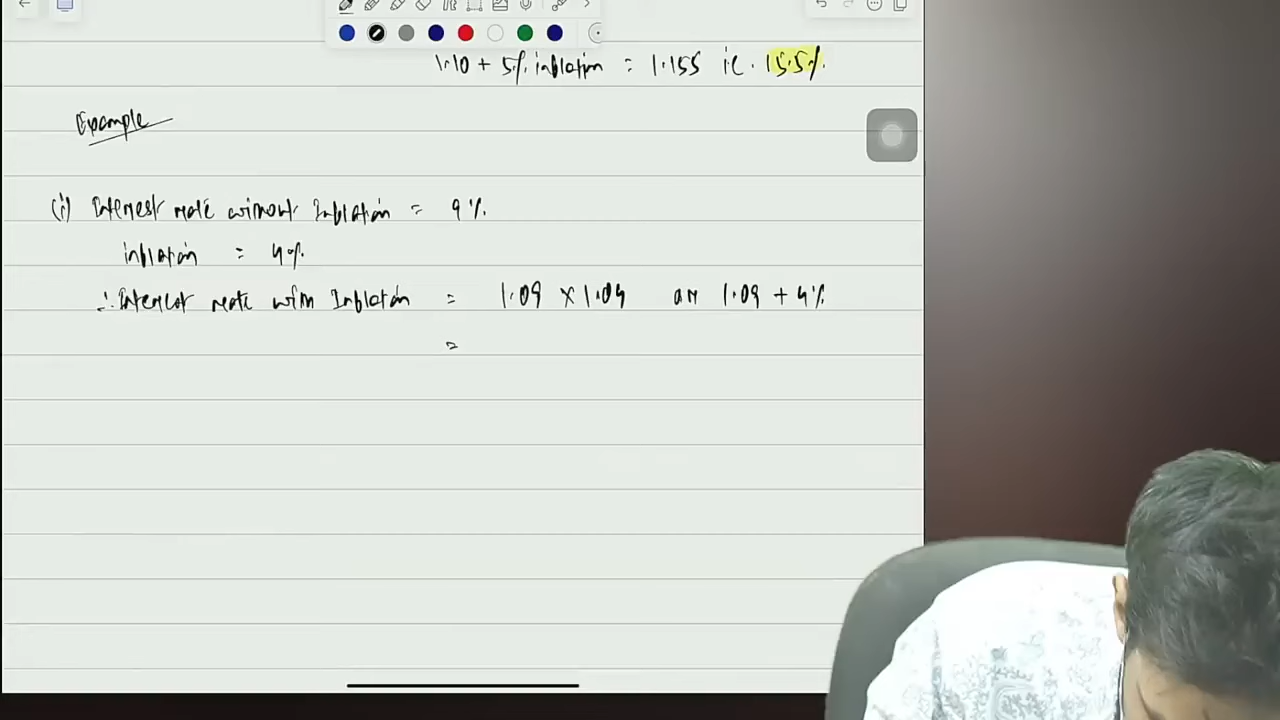 1.10 + 5% inflation = 1.155 i.e. 15.5%.
Example
(i) Interest rate without Inflation = 9%.
inflation = 4%.
∴ Interest rate with Inflation = 1.09 × 1.04 or 1.09 + 4%
=